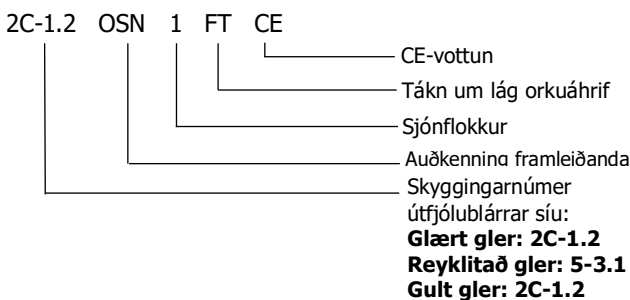 2C-1.2 OSN 1 FT CE
CE-vottun
Tákn um lág orkuáhrif
Sjónflokkur
Auðkenning framleiðanda
Skyggingarnúmer
útfjólublárrar síu:
Glært gler: 2C-1.2
Reyklitað gler: 5-3.1
Gult gler: 2C-1.2